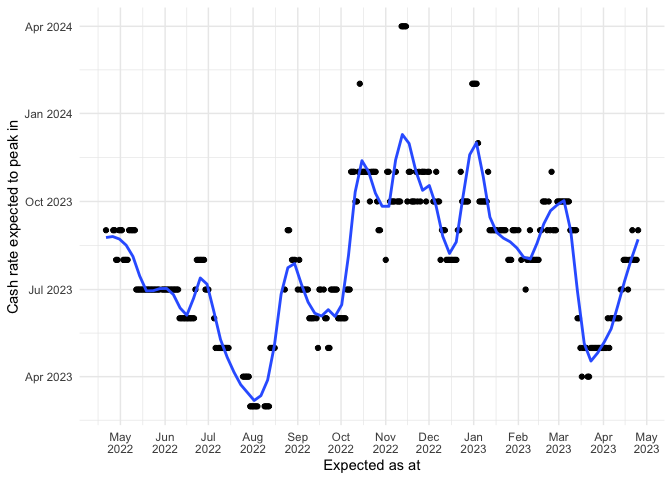 Cash rate expected to peak in
Apr 2024
Jan 2024
Oct 2023
Jul 2023
Apr 2023
May Jun Jul Aug Sep Oct Nov Dec Jan Feb Mar Apr May
2022 2022 2022 2022 2022 2022 2022 2022 2023 2023 2023 2023 2023
Expected as at